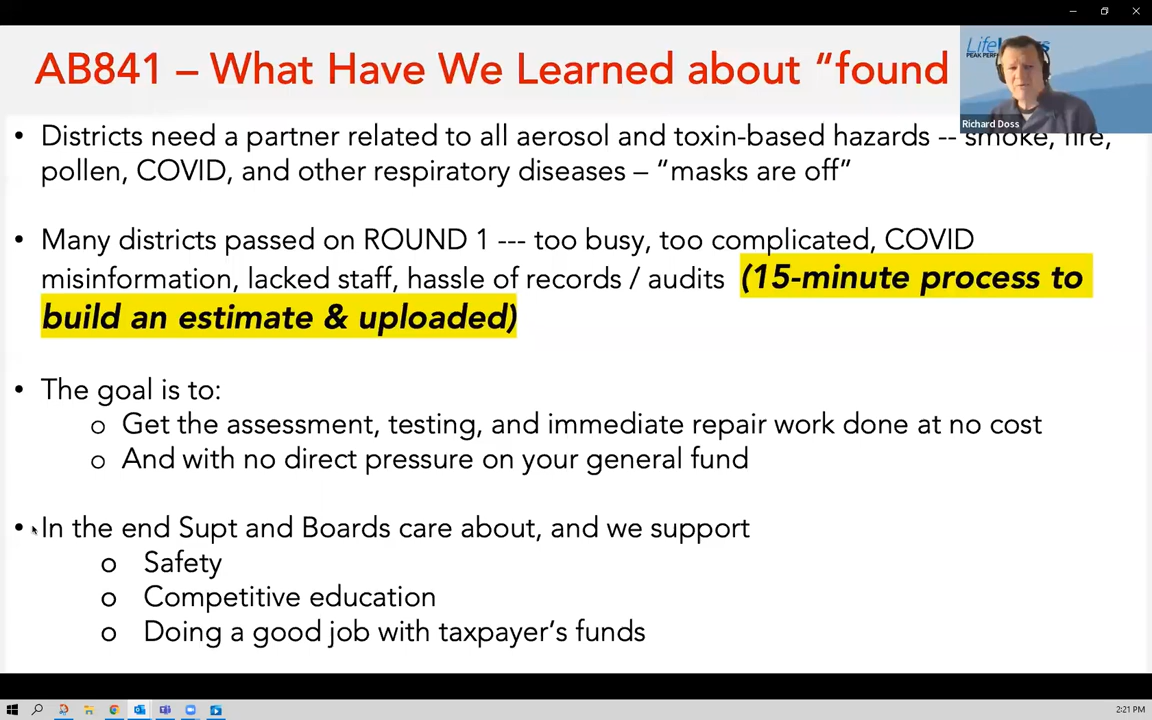 AB841 – What Have We Learned about “found
Life
PEAK PERF
Richard Doss
• Districts need a partner related to all aerosol and toxin-based hazards -- smoke, fire,
pollen, COVID, and other respiratory diseases – “masks are off”
• Many districts passed on ROUND 1 --- too busy, too complicated, COVID
misinformation, lacked staff, hassle of records / audits (15-minute process to
build an estimate & uploaded)
• The goal is to:
o Get the assessment, testing, and immediate repair work done at no cost
o And with no direct pressure on your general fund
• In the end Supt and Boards care about, and we support
o Safety
o Competitive education
o Doing a good job with taxpayer’s funds
2:21 PM